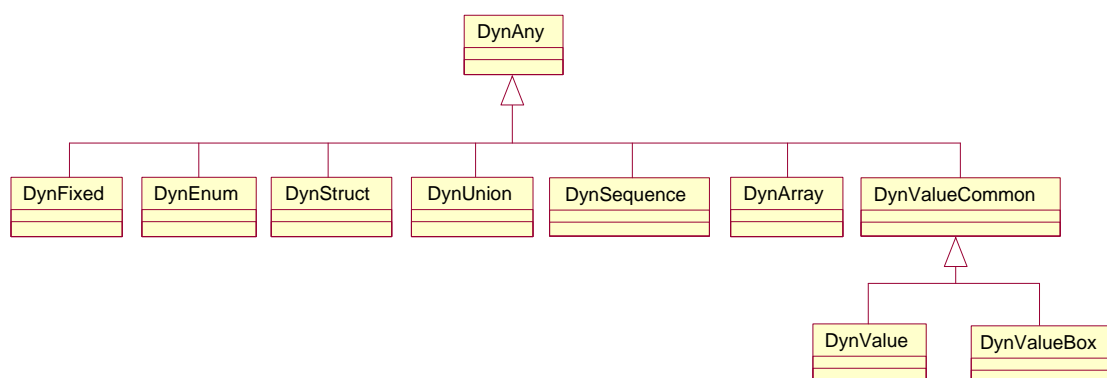 DynAny
DynFixed DynEnum DynStruct DynUnion DynSequence DynArray DynValueCommon
DynValue DynValueBox